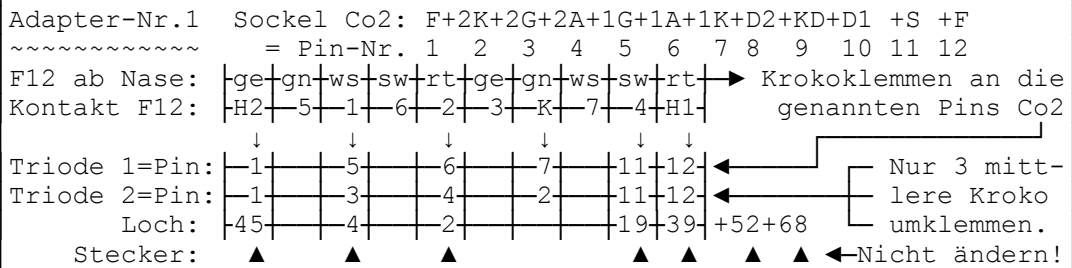 Adapter-Nr.1 Sockel Co2: F+2K+2G+2A+1G+1A+1K+D2+KD+D1 +S +F
~~~~~~~~~~~~ = Pin-Nr. 1 2 3 4 5 6 7 8 9 10 11 12
F12 ab Nase: ├ge┼gn┼ws┼sw┼rt┼ge┼gn┼ws┼sw┼rt┼─► Krokoklemmen an die
Kontakt F12: ├H2┼─5┼─1┼─6┼─2┼─3┼─K┼─7┼─4┼H1┤ genannten Pins Co2
↓ ↓ ↓ ↓ ↓ ↓
Triode 1=Pin: ├─1┼──┼─5┼──┼─6┼──┼─7┼──┼11┼12┤◄ Nur 3 mitt-
Triode 2=Pin: ├─1┼──┼─3┼──┼─4┼──┼─2┼──┼11┼12┤◄ lere Kroko
Loch: ├45┼──┼─4┼──┼─2┼──┼──┼──┼19┼39┤+52+68 umklemmen.
Stecker: ▲ ▲ ▲ ▲ ▲ ▲ ▲ ◄─Nicht ändern!